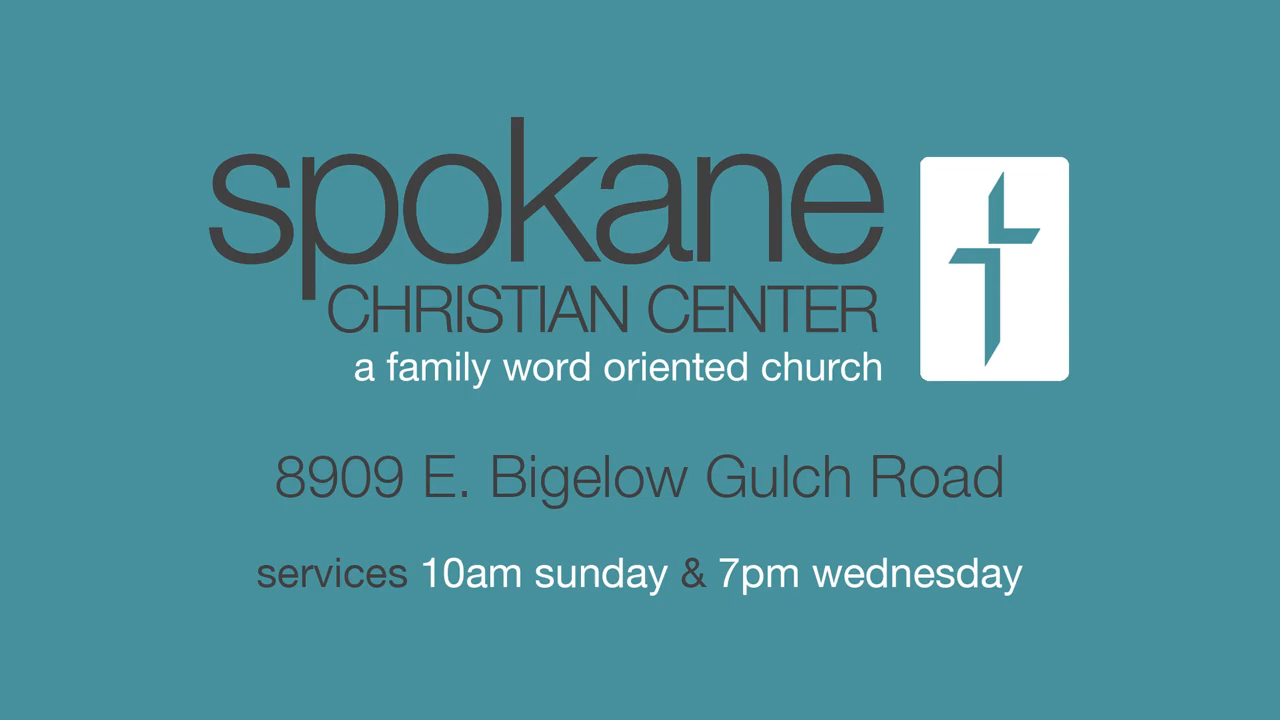 spokane
CHRISTIAN CENTER
a family word oriented church
8909 E. Bigelow Gulch Road
services 10am sunday & 7pm wednesday